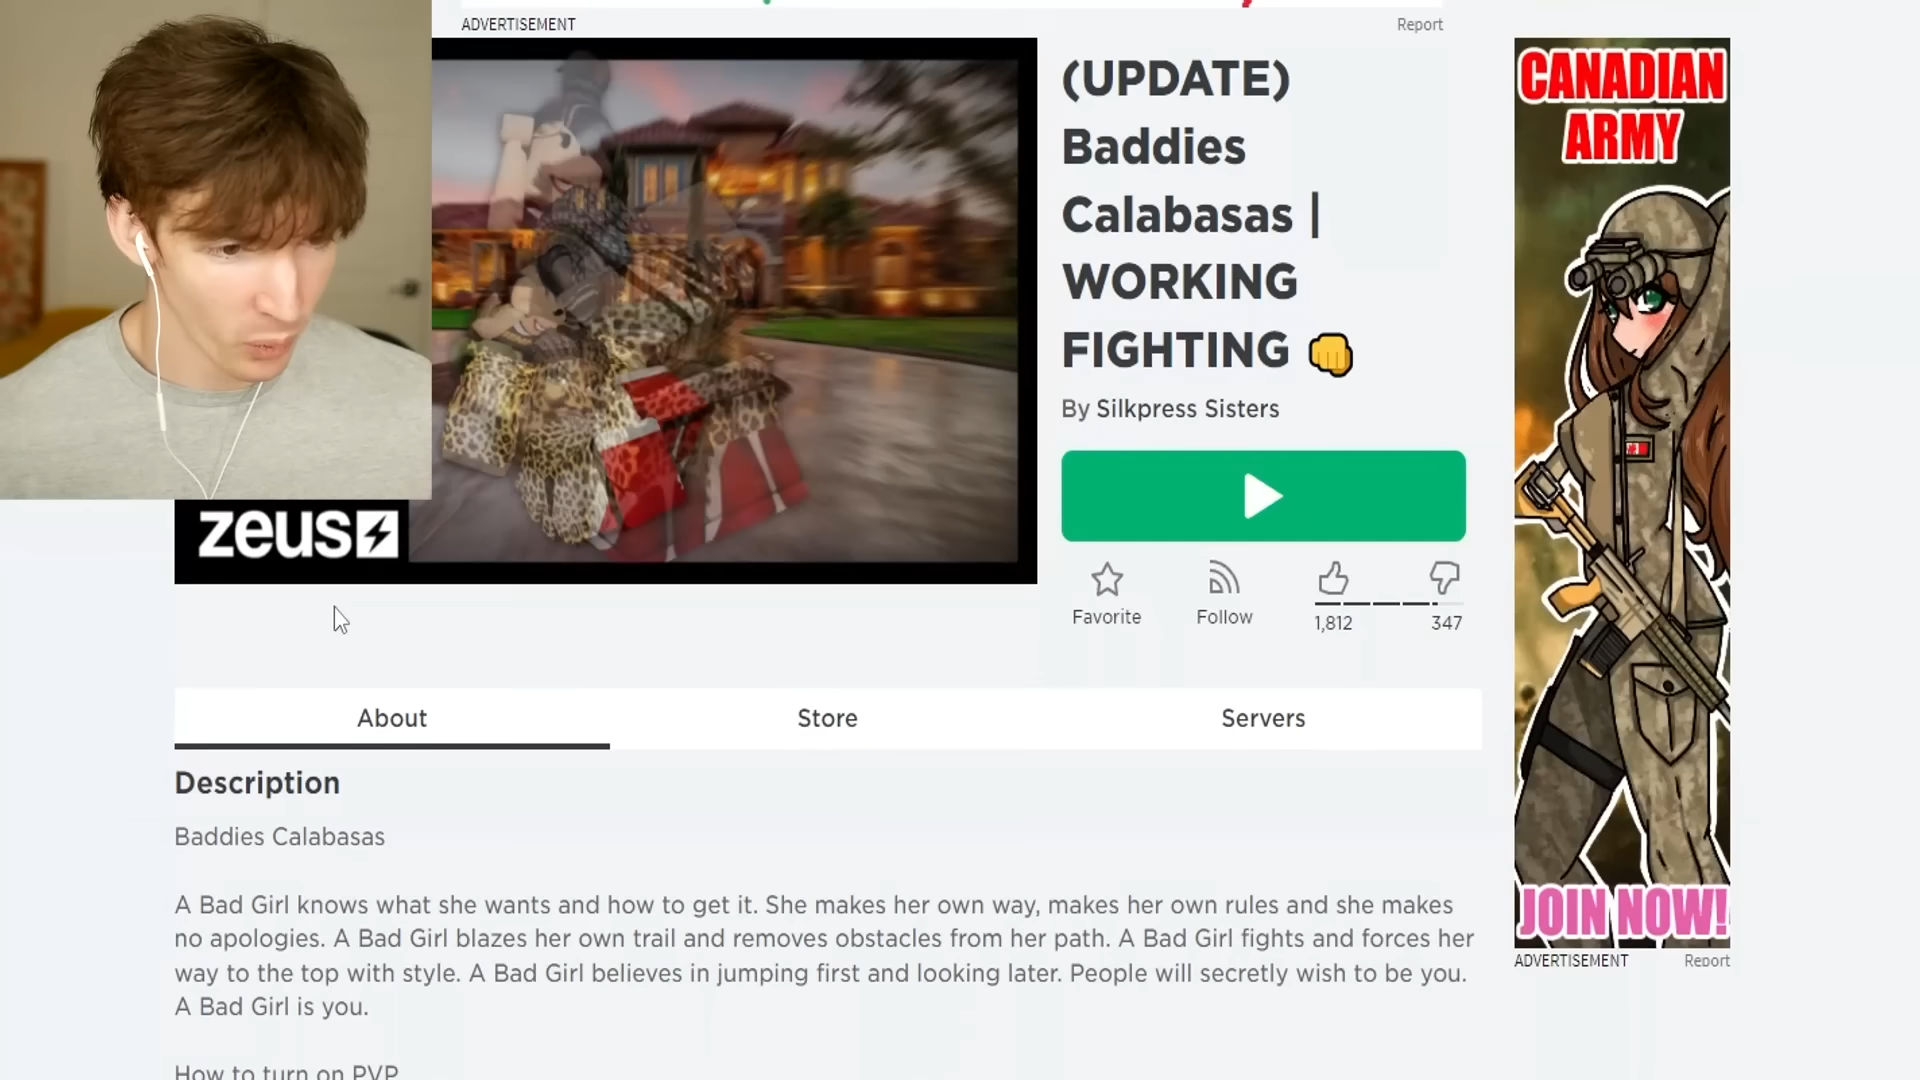 ADVERTISEMENT
Report
(UPDATE)
Baddies
Calabasas |
WORKING
FIGHTING 👊
By Silkpress Sisters
zeus
Favorite
Follow
1,812
347
About
Store
Servers
Description
Baddies Calabasas
A Bad Girl knows what she wants and how to get it. She makes her own way, makes her own rules and she makes
no apologies. A Bad Girl blazes her own trail and removes obstacles from her path. A Bad Girl fights and forces her
way to the top with style. A Bad Girl believes in jumping first and looking later. People will secretly wish to be you.
A Bad Girl is you.
How to turn on PVP
CANADIAN
ARMY
JOIN NOW!
ADVERTISEMENT
Report